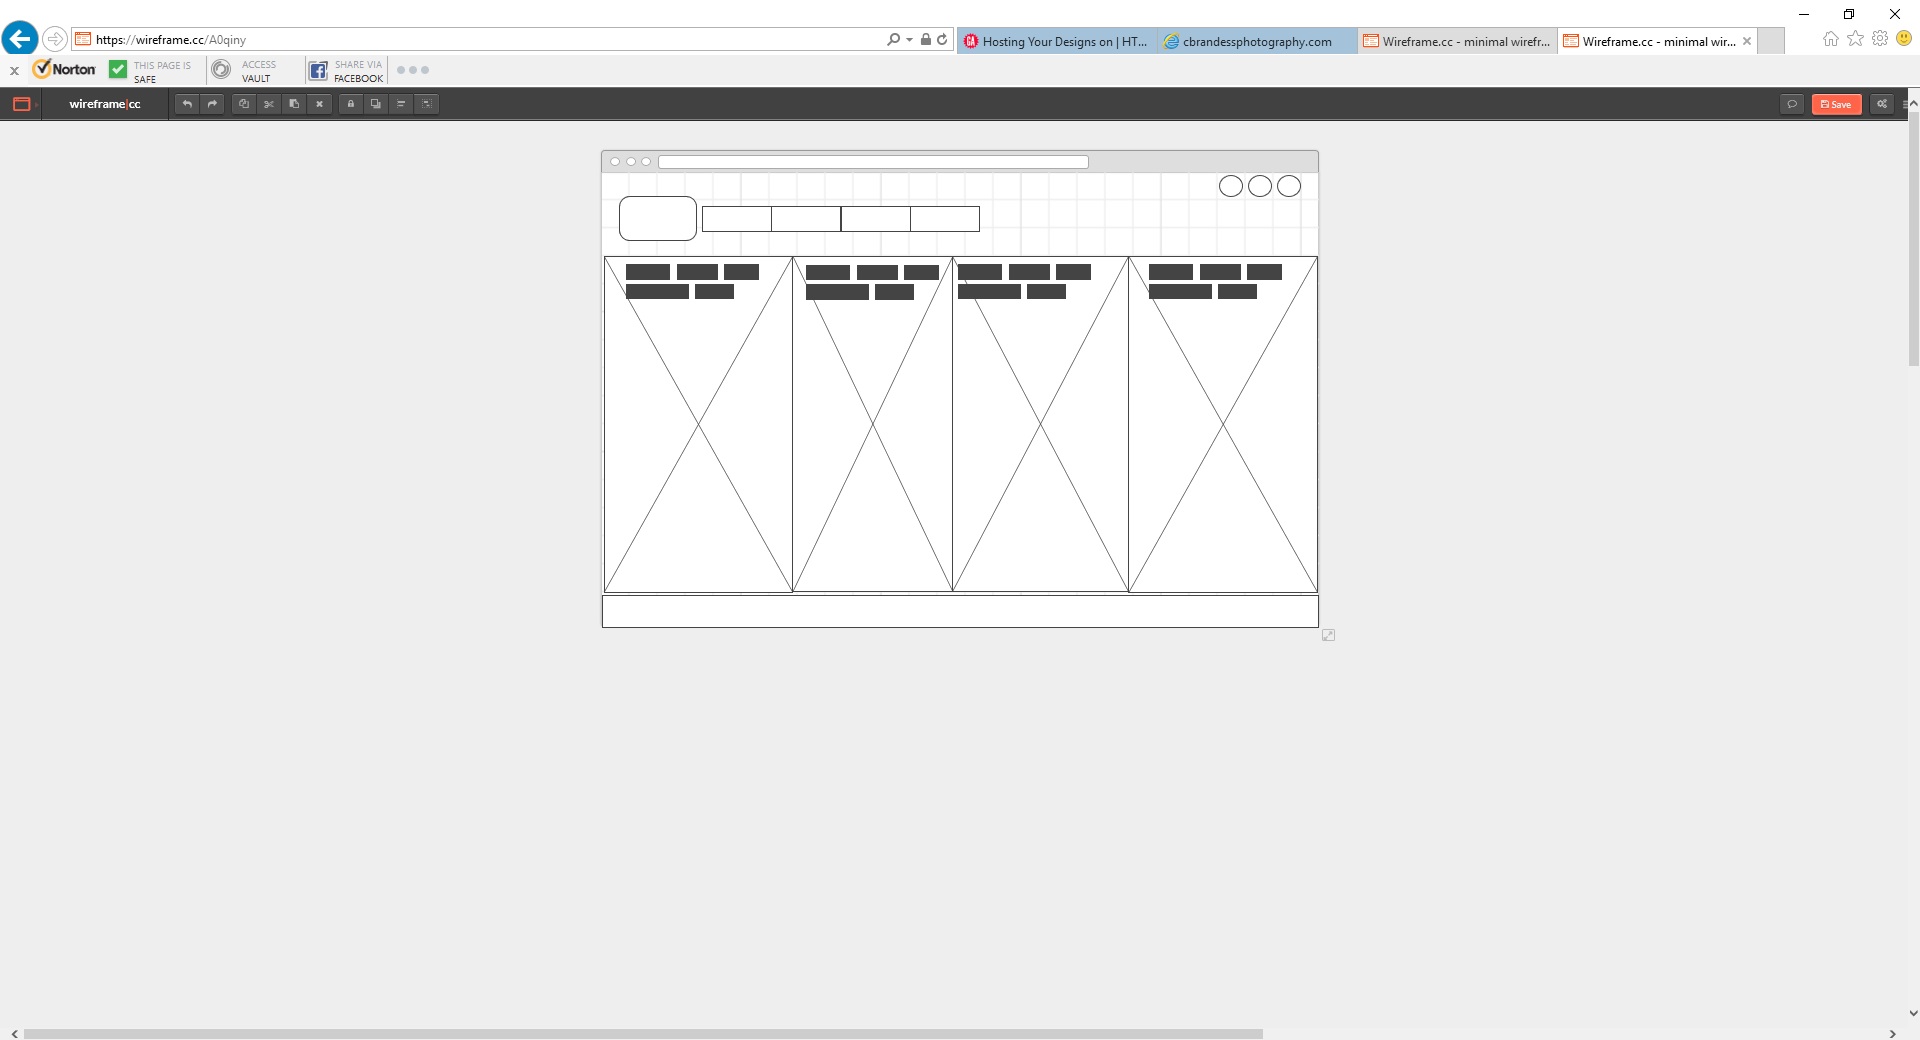 https://wireframe.cc/A0qiny
Hosting Your Designs on | HT...
cbrandessphotography.com
Wireframe.cc - minimal wirefr...
Wireframe.cc - minimal wir...
x
Norton
THIS PAGE IS
SAFE
ACCESS
VAULT
SHARE VIA
FACEBOOK
wireframe|cc
Save